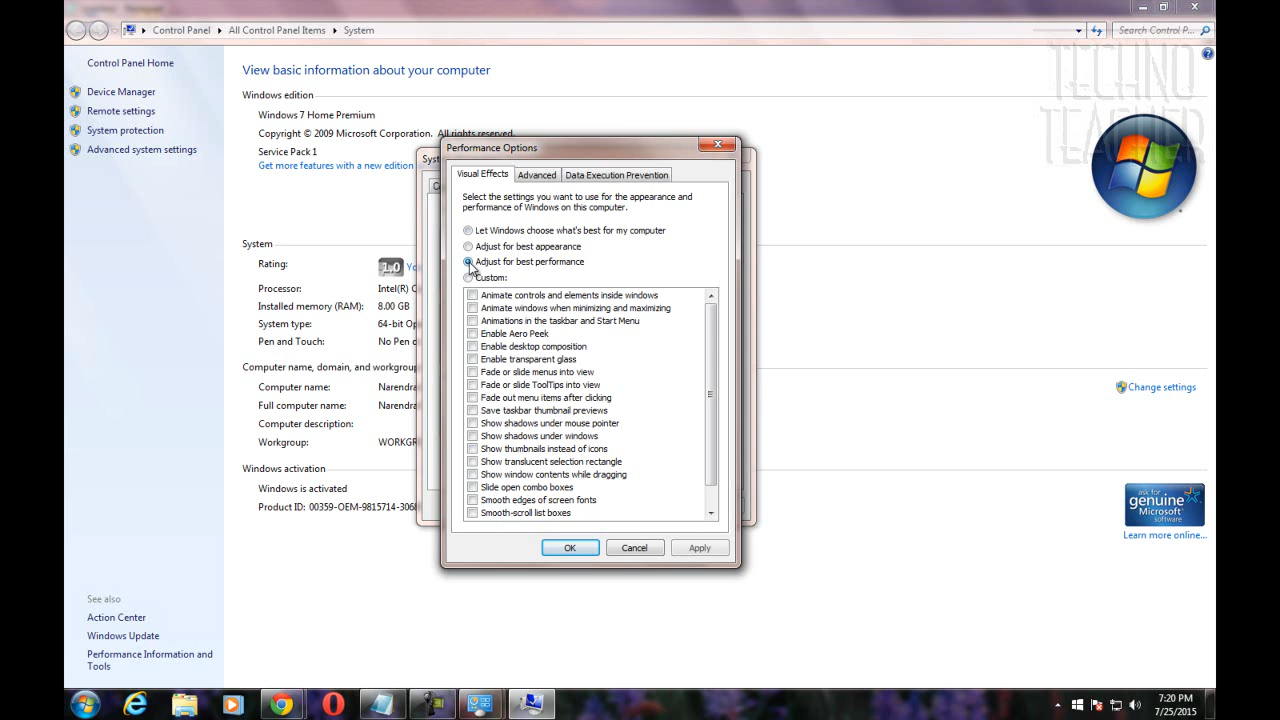 Control Panel ▸ All Control Panel Items ▸ System
Search Control P...
Control Panel Home
Device Manager
Remote settings
System protection
Advanced system settings
See also
Action Center
Windows Update
Performance Information and
Tools
View basic information about your computer
Windows edition
Windows 7 Home Premium
Copyright © 2009 Microsoft Corporation. All rights reserved.
Service Pack 1
Get more features with a new edition
TECHNO
TEACHER
System
Rating:
1.0
Processor: Intel(R)
Installed memory (RAM): 8.00 GB
System type: 64-bit
Pen and Touch: No Pen
Computer name, domain, and workgroup
Computer name: Narendra
Full computer name: Narendra
Computer description:
Workgroup: WORKGR
Change settings
Windows activation
Windows is activated
Product ID: 00359-OEM-9815714-306
ask for
genuine
Microsoft
software
Learn more online...
Performance Options
Visual Effects
Advanced
Data Execution Prevention
Select the settings you want to use for the appearance and
performance of Windows on this computer.
Let Windows choose what's best for my computer
Adjust for best appearance
Adjust for best performance
Custom:
Animate controls and elements inside windows
Animate windows when minimizing and maximizing
Animations in the taskbar and Start Menu
Enable Aero Peek
Enable desktop composition
Enable transparent glass
Fade or slide menus into view
Fade or slide ToolTips into view
Fade out menu items after clicking
Save taskbar thumbnail previews
Show shadows under mouse pointer
Show shadows under windows
Show thumbnails instead of icons
Show translucent selection rectangle
Show window contents while dragging
Slide open combo boxes
Smooth edges of screen fonts
Smooth-scroll list boxes
OK
Cancel
Apply
7:20 PM
7/25/2015